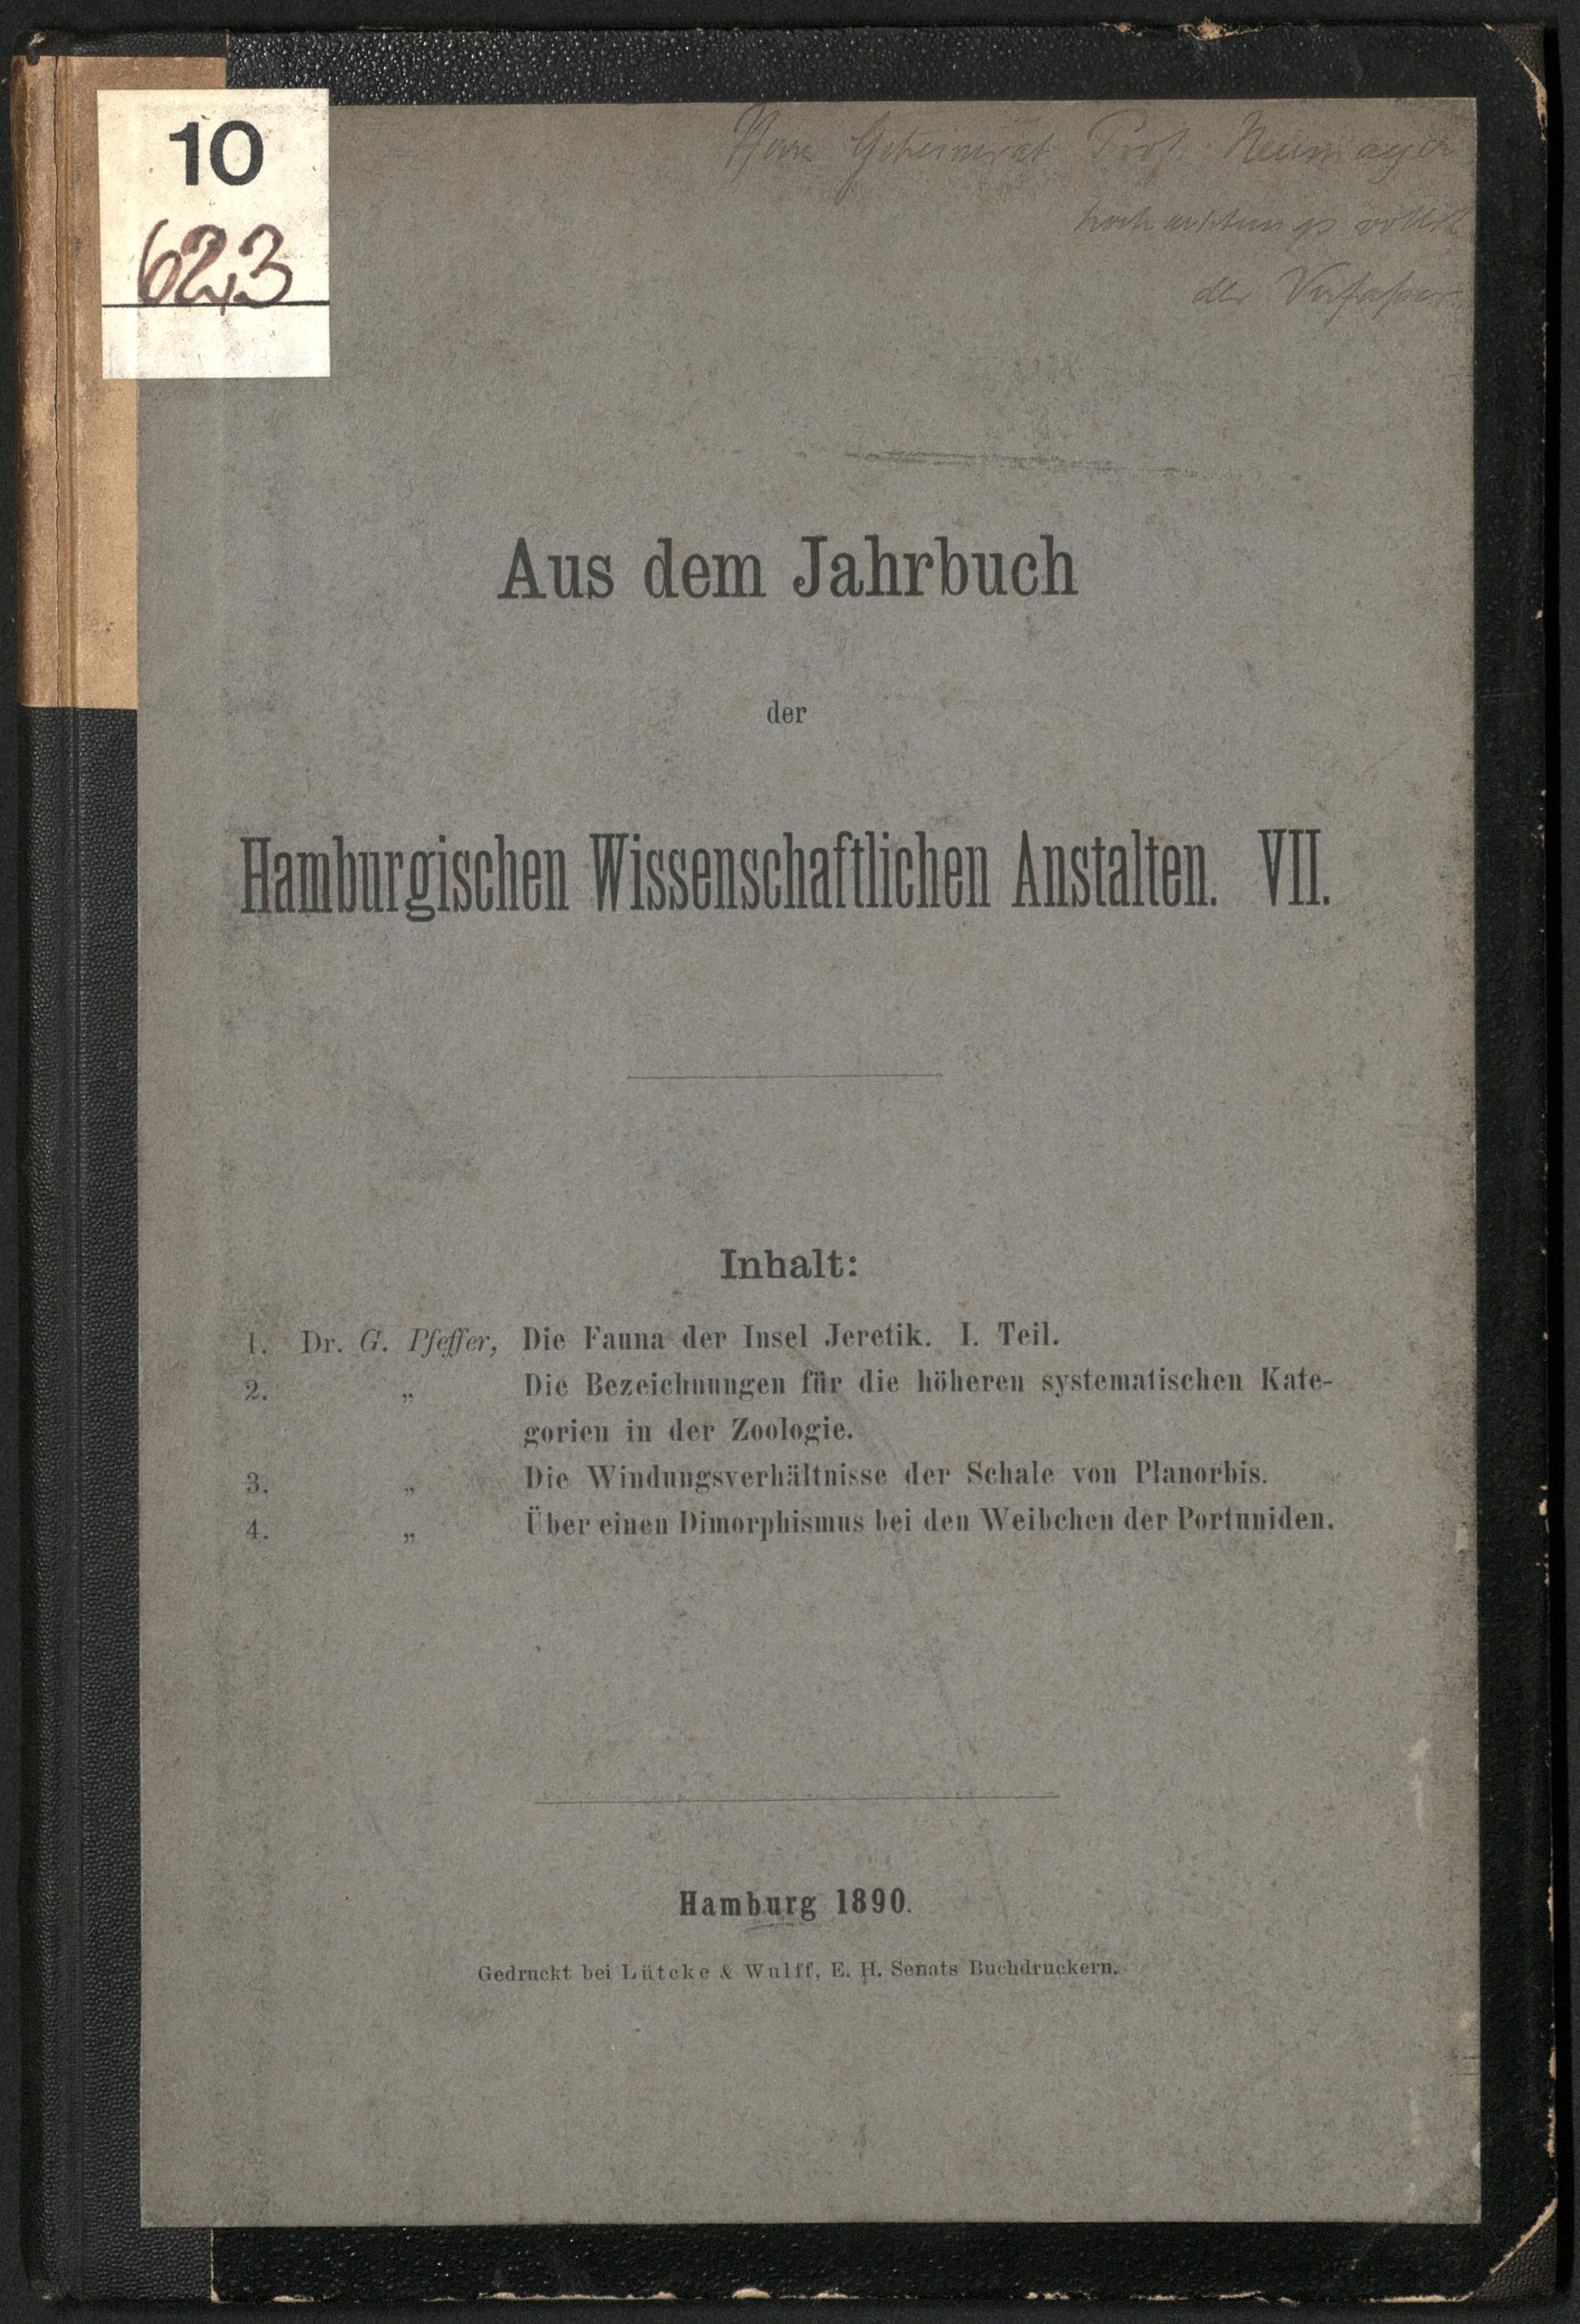 10
62,3
Herrn Geheimrat Prof. Neumayer
hochachtungsvollst
der Verfasser
Aus dem Jahrbuch
der
Hamburgischen Wissenschaftlichen Anstalten. VII.
Inhalt:
1. Dr. G. Pfeffer, Die Fauna der Insel Jeretik. I. Teil.
2. „ Die Bezeichnungen für die höheren systematischen Kate-
gorien in der Zoologie.
3. „ Die Windungsverhältnisse der Schale von Planorbis.
4. „ Über einen Dimorphismus bei den Weibchen der Portuniden.
Hamburg 1890.
Gedruckt bei Lütcke & Wulff, E. H. Senats Buchdruckern.